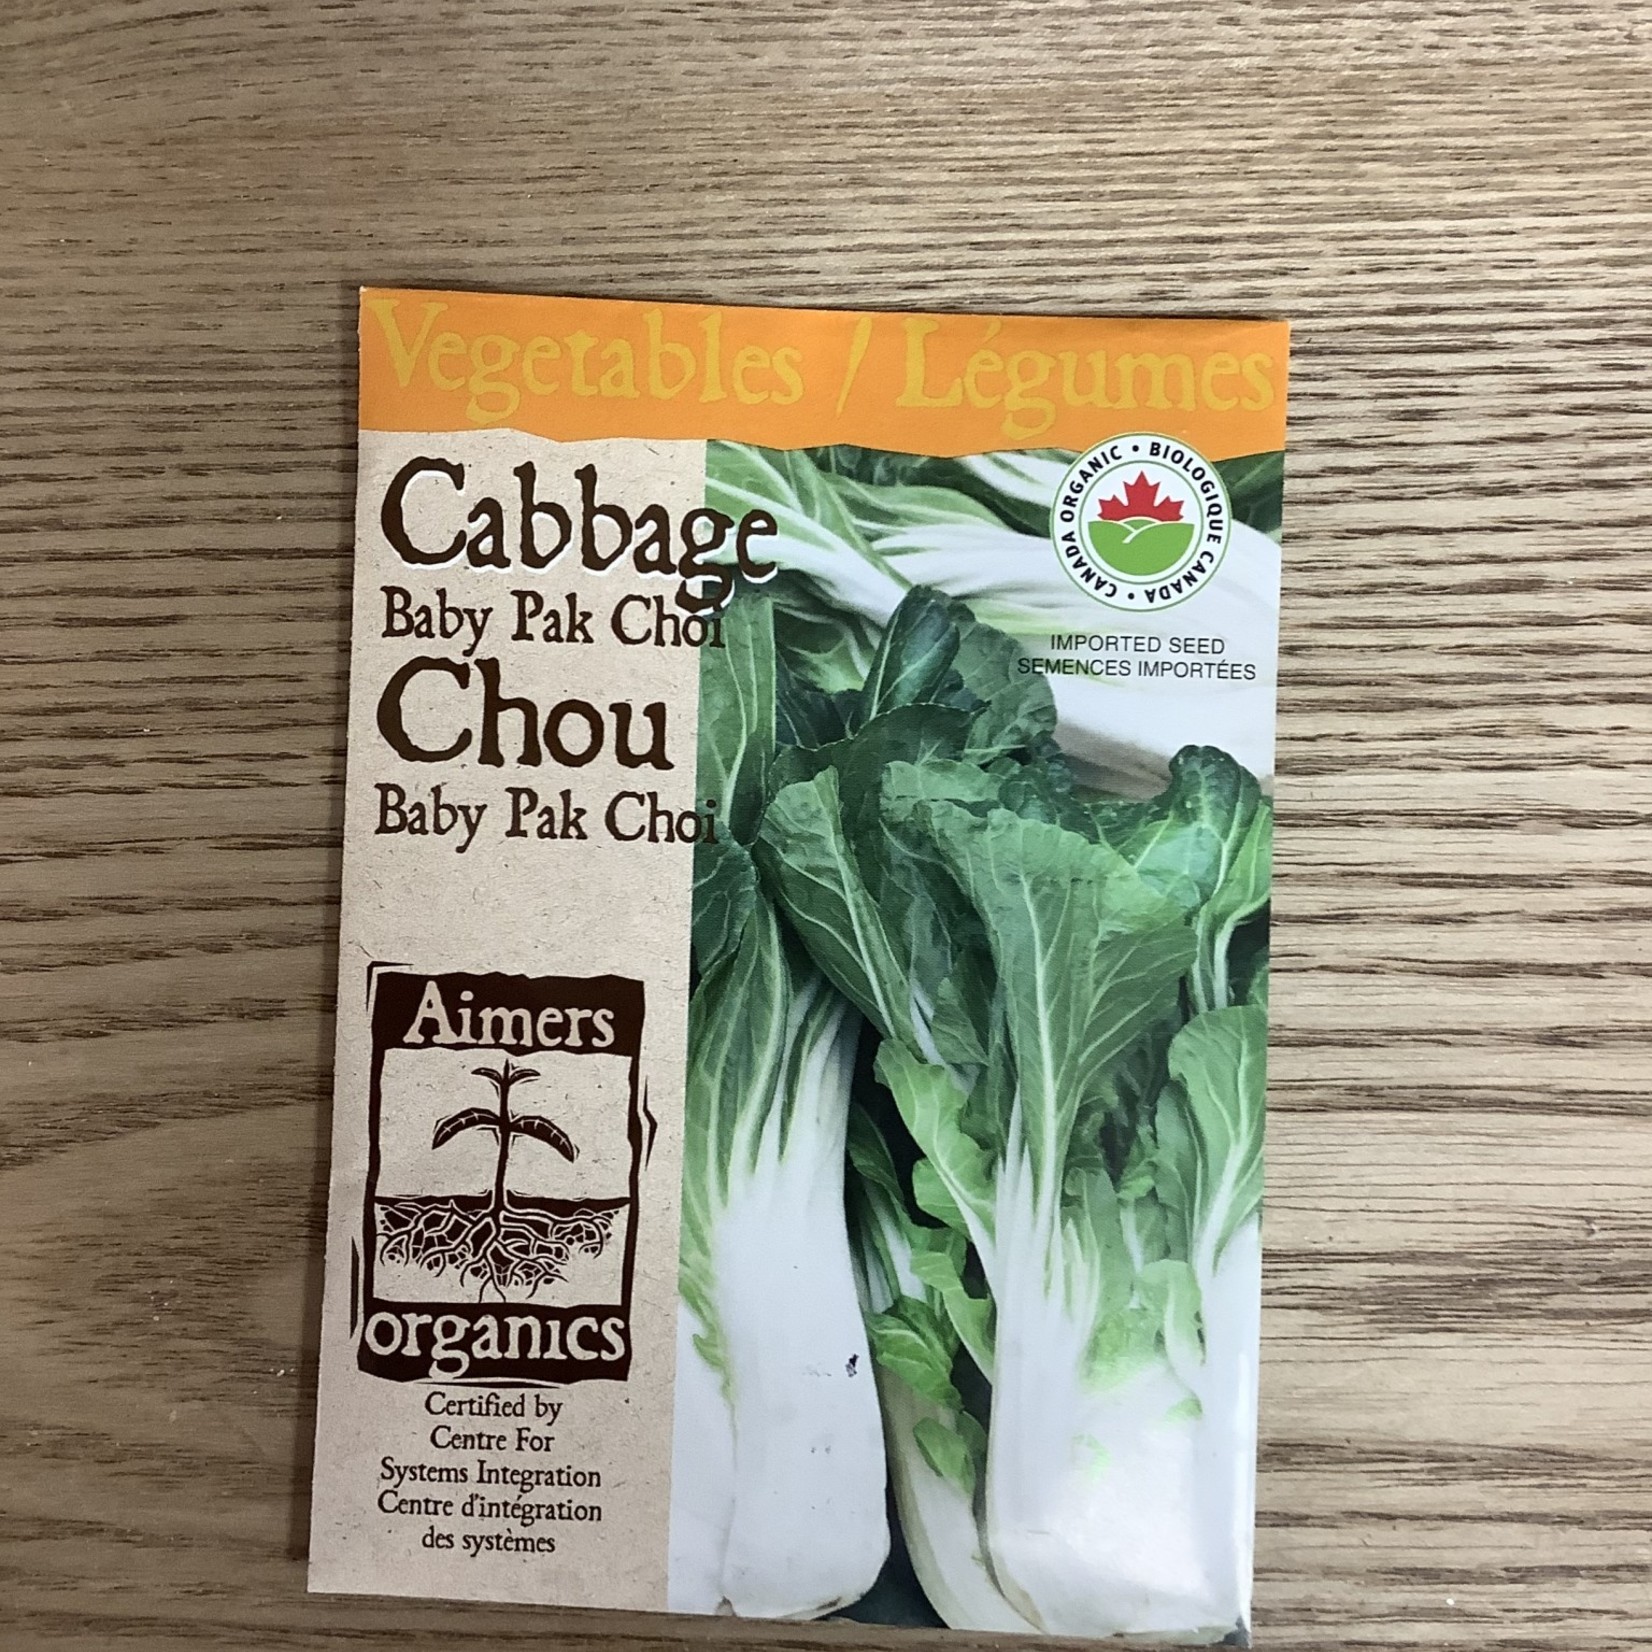 Vegetables / Légumes
Cabbage
Baby Pak Choi
Chou
Baby Pak Choi
CANADA ORGANIC • BIOLOGIQUE CANADA •
IMPORTED SEED
SEMENCES IMPORTÉES
Aimers
organics
Certified by
Centre For
Systems Integration
Centre d'intégration
des systèmes